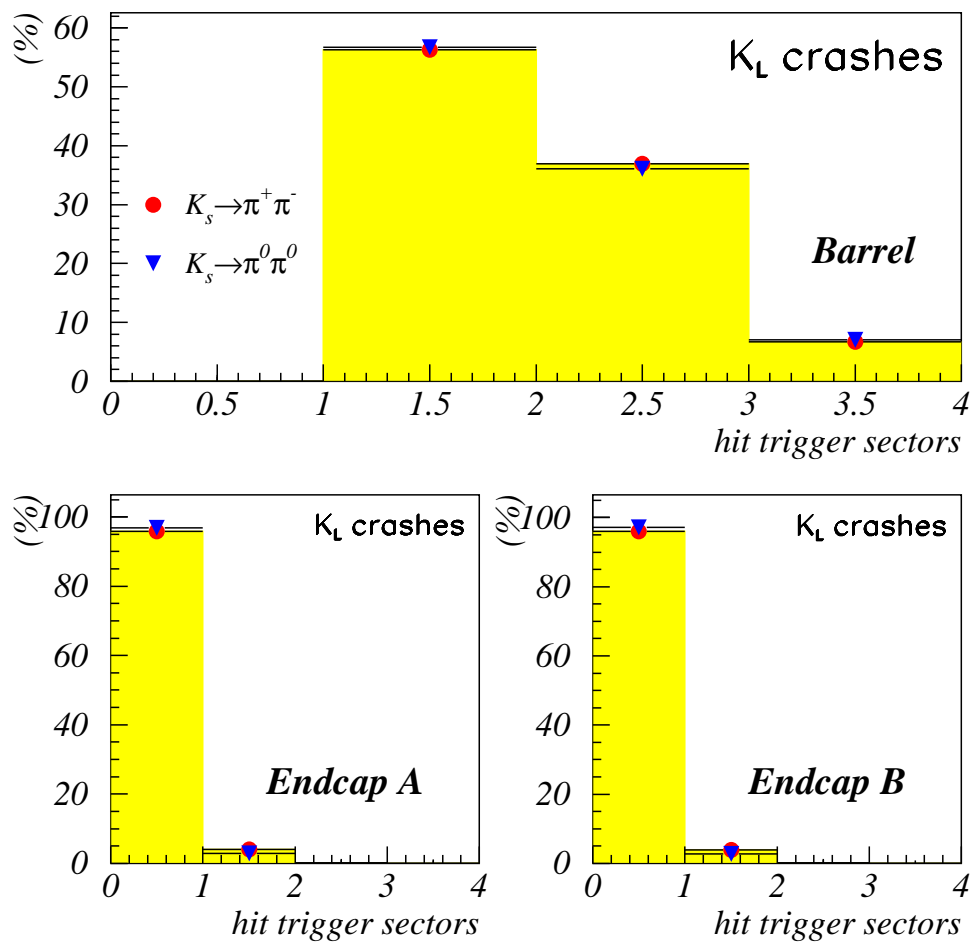 (%)
60
50
40
30
20
10
0
K_L crashes
K_s→π⁺π⁻
K_s→π⁰π⁰
Barrel
0 0.5 1 1.5 2 2.5 3 3.5 4
hit trigger sectors
(%)
100
80
60
40
20
0
K_L crashes
Endcap A
0 1 2 3 4
hit trigger sectors
(%)
100
80
60
40
20
0
K_L crashes
Endcap B
0 1 2 3 4
hit trigger sectors